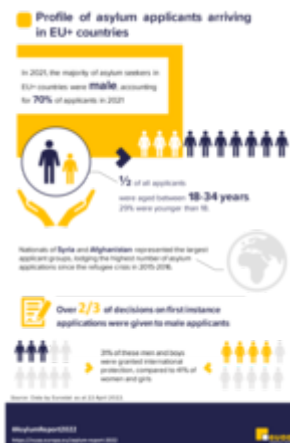 Profile of asylum applicants arriving
in EU+ countries
In 2021, the majority of asylum seekers in
EU+ countries were male, accounting
for 70% of applicants in 2021
½ of all applicants
were aged between 18-34 years
29% were younger than 18.
Nationals of Syria and Afghanistan represented the largest
applicant groups, lodging the highest number of asylum
applications since the refugee crisis in 2015-2016.
Over 2/3 of decisions on first instance
applications were given to male applicants
31% of these men and boys
were granted international
protection, compared to 41% of
women and girls
Source: Data by Eurostat as at 23 April 2022
#AsylumReport2022